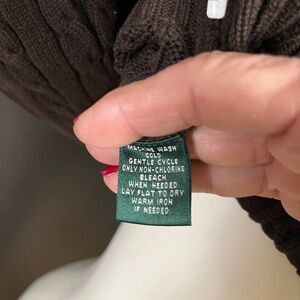 MACHINE WASH
COLD
GENTLE CYCLE
ONLY NON-CHLORINE
BLEACH
WHEN NEEDED
LAY FLAT TO DRY
WARM IRON
IF NEEDED